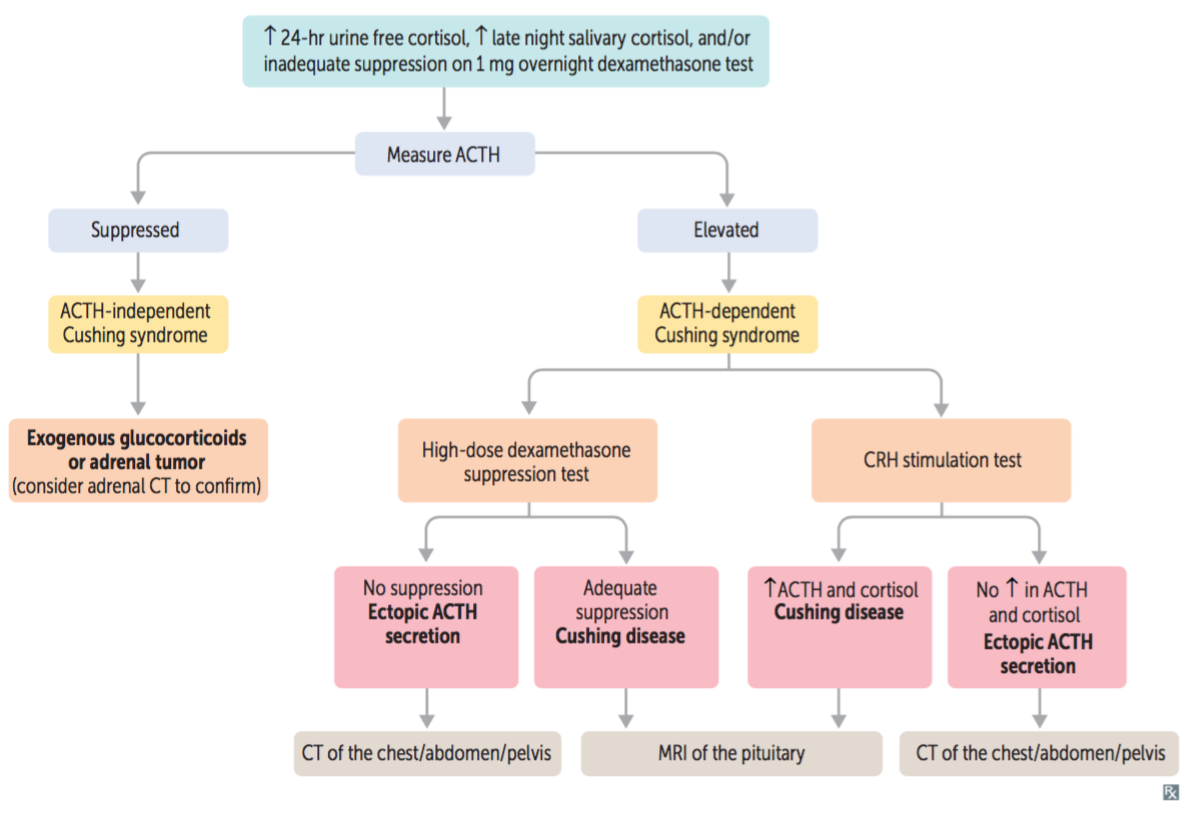 ↑ 24-hr urine free cortisol, ↑ late night salivary cortisol, and/or
inadequate suppression on 1 mg overnight dexamethasone test
Measure ACTH
Suppressed
Elevated
ACTH-independent
Cushing syndrome
ACTH-dependent
Cushing syndrome
Exogenous glucocorticoids
or adrenal tumor
(consider adrenal CT to confirm)
High-dose dexamethasone
suppression test
CRH stimulation test
No suppression
Ectopic ACTH
secretion
Adequate
suppression
Cushing disease
↑ACTH and cortisol
Cushing disease
No ↑ in ACTH
and cortisol
Ectopic ACTH
secretion
CT of the chest/abdomen/pelvis
MRI of the pituitary
CT of the chest/abdomen/pelvis
℞